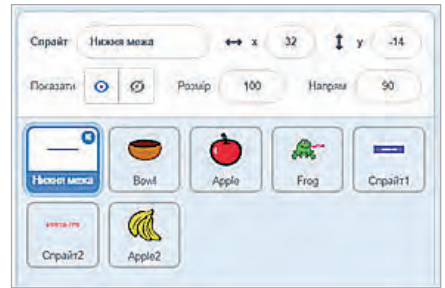 Спрайт Нижня межа x 32 y -14
Показати Розмір 100 Напрям 90
Нижня межа Bowl Apple Frog Спрайт1
Спрайт2 Apple2